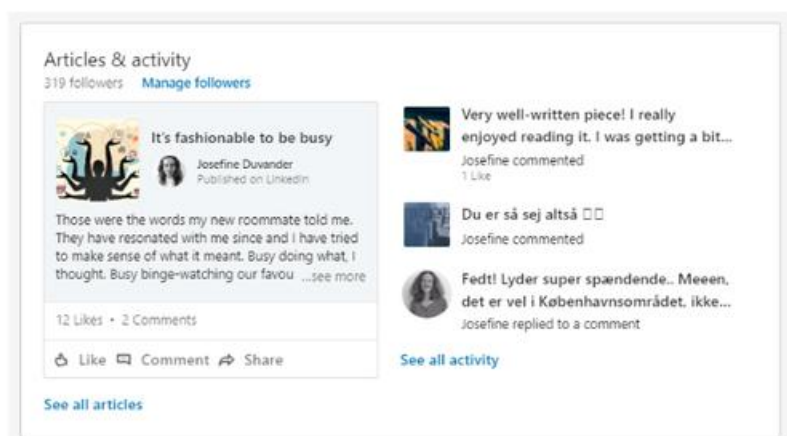 Articles & activity
319 followers Manage followers
It's fashionable to be busy
Josefine Duvander
Published on LinkedIn
Those were the words my new roommate told me.
They have resonated with me since and I have tried
to make sense of what it meant. Busy doing what, I
thought. Busy binge-watching our favou ...see more
12 Likes • 2 Comments
Like Comment Share
See all articles
Very well-written piece! I really
enjoyed reading it. I was getting a bit...
Josefine commented
1 Like
Du er så sej altså
Josefine commented
Fedt! Lyder super spændende.. Meeen,
det er vel i Københavnsområdet, ikke...
Josefine replied to a comment
See all activity